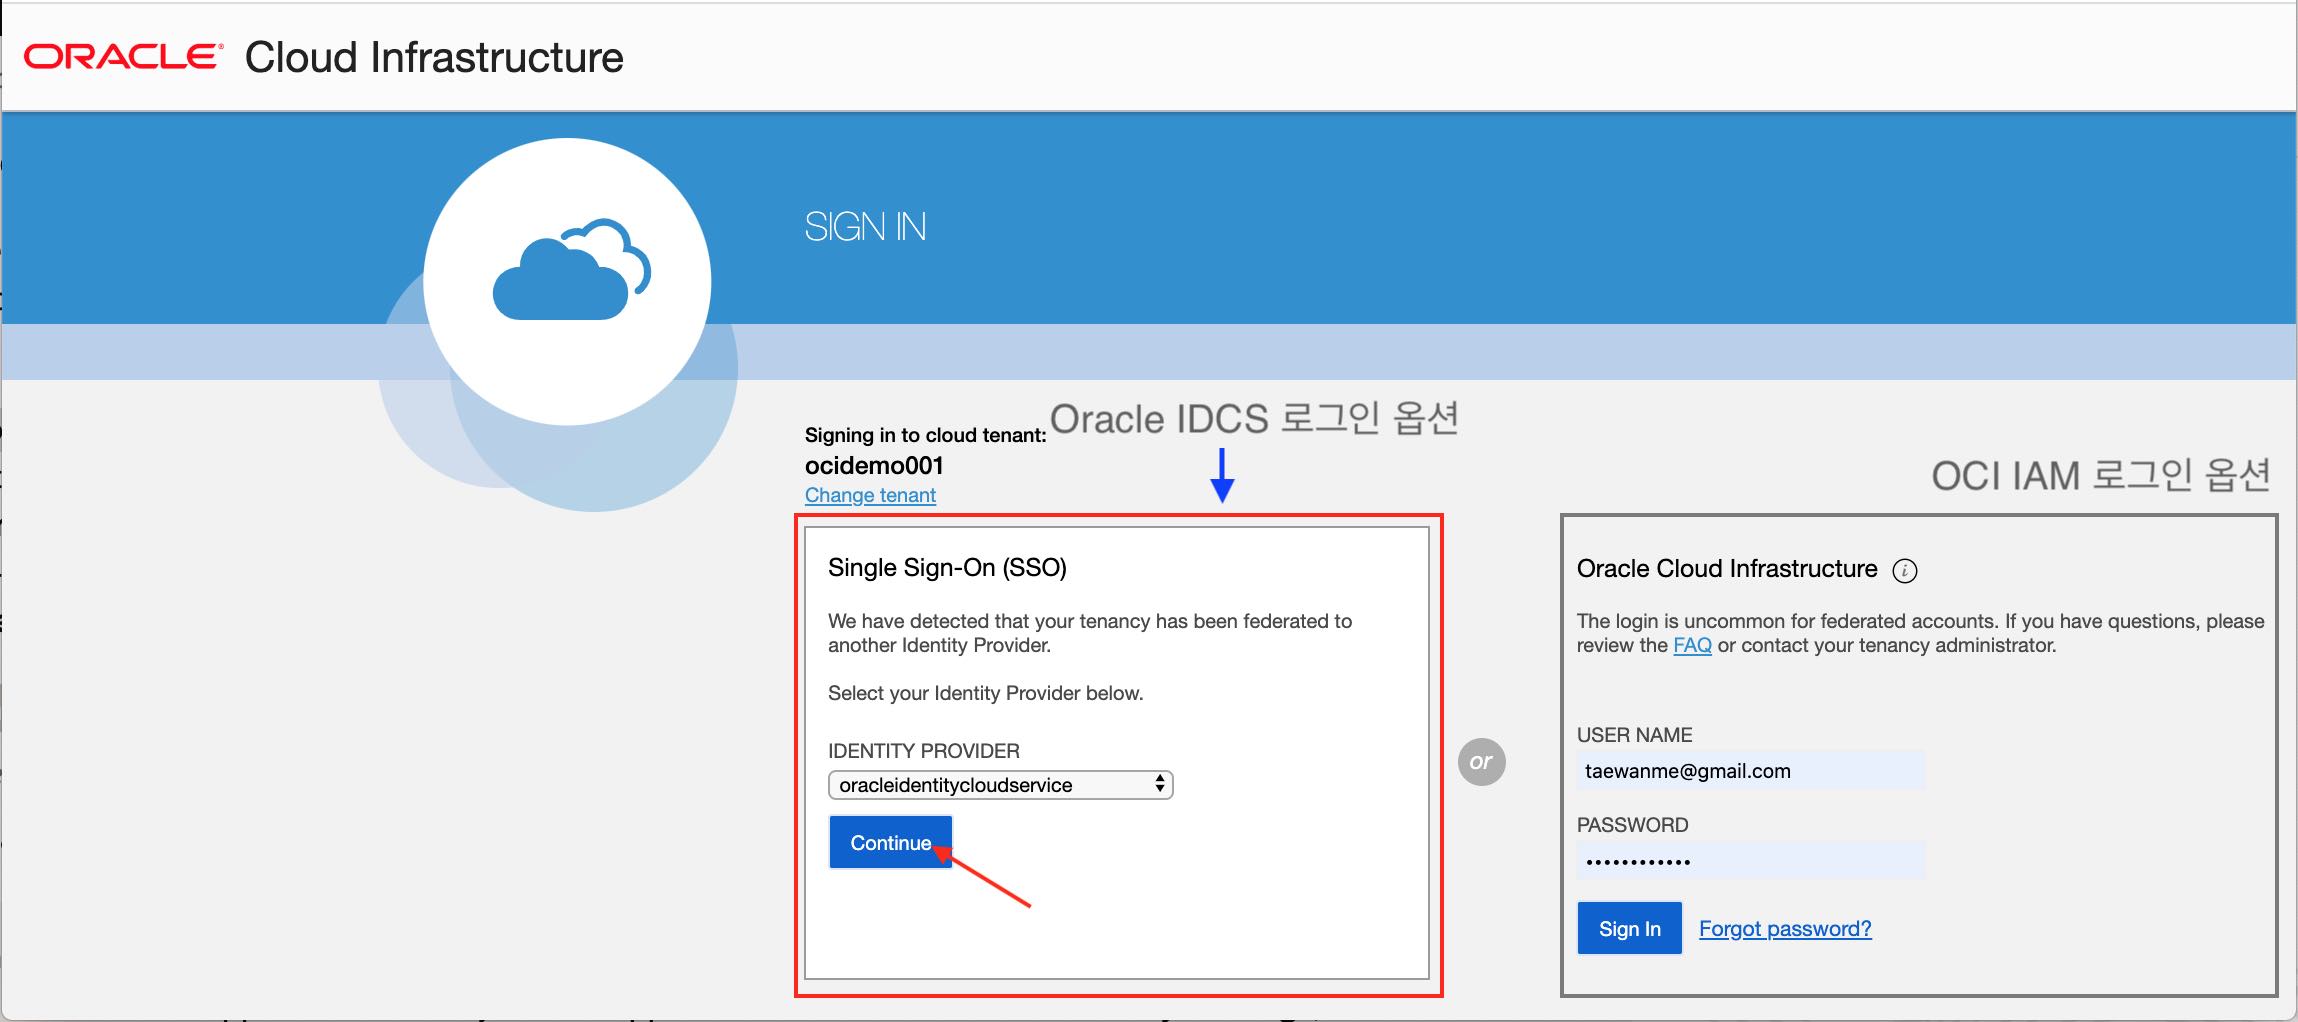 ORACLE® Cloud Infrastructure
SIGN IN
Oracle IDCS 로그인 옵션
Signing in to cloud tenant:
ocidemo001
Change tenant
OCI IAM 로그인 옵션
Single Sign-On (SSO)
We have detected that your tenancy has been federated to
another Identity Provider.
Select your Identity Provider below.
IDENTITY PROVIDER
oracleidentitycloudservice
Continue
or
Oracle Cloud Infrastructure i
The login is uncommon for federated accounts. If you have questions, please
review the FAQ or contact your tenancy administrator.
USER NAME
taewanme@gmail.com
PASSWORD
••••••••••••
Sign In
Forgot password?